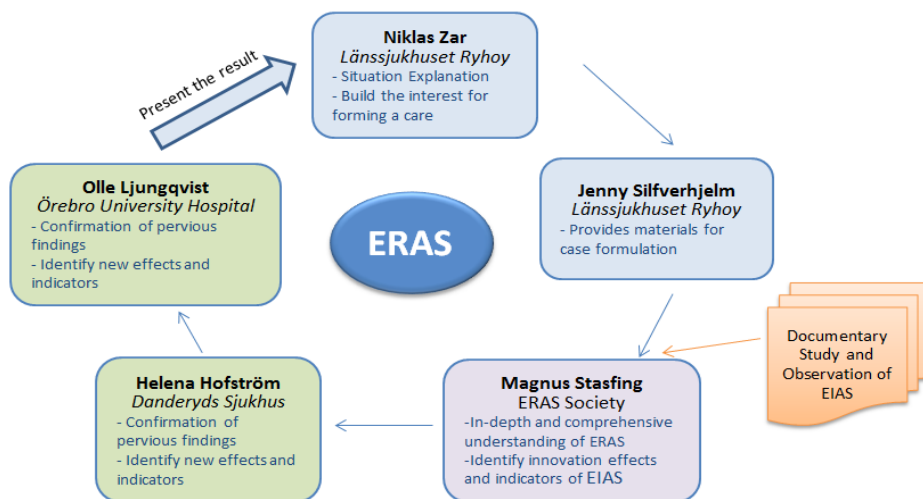 Niklas Zar
Länssjukhuset Ryhoy
- Situation Explanation
- Build the interest for
forming a care
Present the result
Olle Ljungqvist
Örebro University Hospital
- Confirmation of pervious
findings
- Identify new effects and
indicators
ERAS
Jenny Silfverhjelm
Länssjukhuset Ryhoy
- Provides materials for
case formulation
Documentary
Study and
Observation of
EIAS
Helena Hofström
Danderyds Sjukhus
- Confirmation of
pervious findings
- Identify new effects and
indicators
Magnus Stasfing
ERAS Society
-In-depth and comprehensive
understanding of ERAS
-Identify innovation effects
and indicators of EIAS